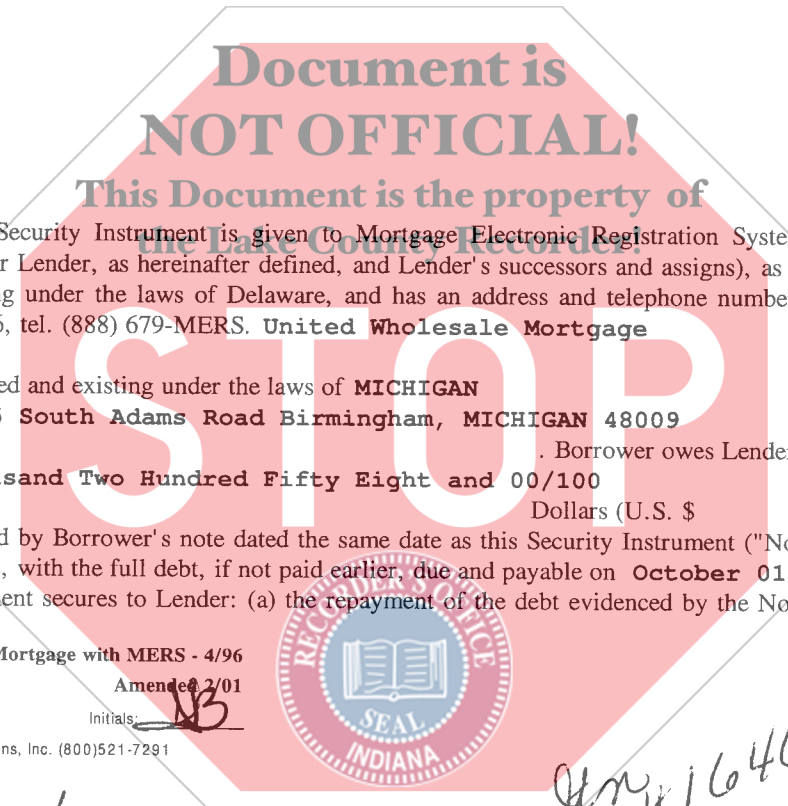 Document is
NOT OFFICIAL!
This Document is the property of
the Lake County Recorder!
Security Instrument is given to Mortgage Electronic Registration Syste
r Lender, as hereinafter defined, and Lender's successors and assigns), as
g under the laws of Delaware, and has an address and telephone numbe
, tel. (888) 679-MERS. United Wholesale Mortgage
ed and existing under the laws of MICHIGAN
South Adams Road Birmingham, MICHIGAN 48009
. Borrower owes Lender
sand Two Hundred Fifty Eight and 00/100
Dollars (U.S. $
d by Borrower's note dated the same date as this Security Instrument ("No
, with the full debt, if not paid earlier, due and payable on October 01
ent secures to Lender: (a) the repayment of the debt evidenced by the No
STOP
Mortgage with MERS - 4/96
Amended 2/01
Initials: NB
ns, Inc. (800)521-7291
RECORDER'S OFFICE
SEAL
INDIANA